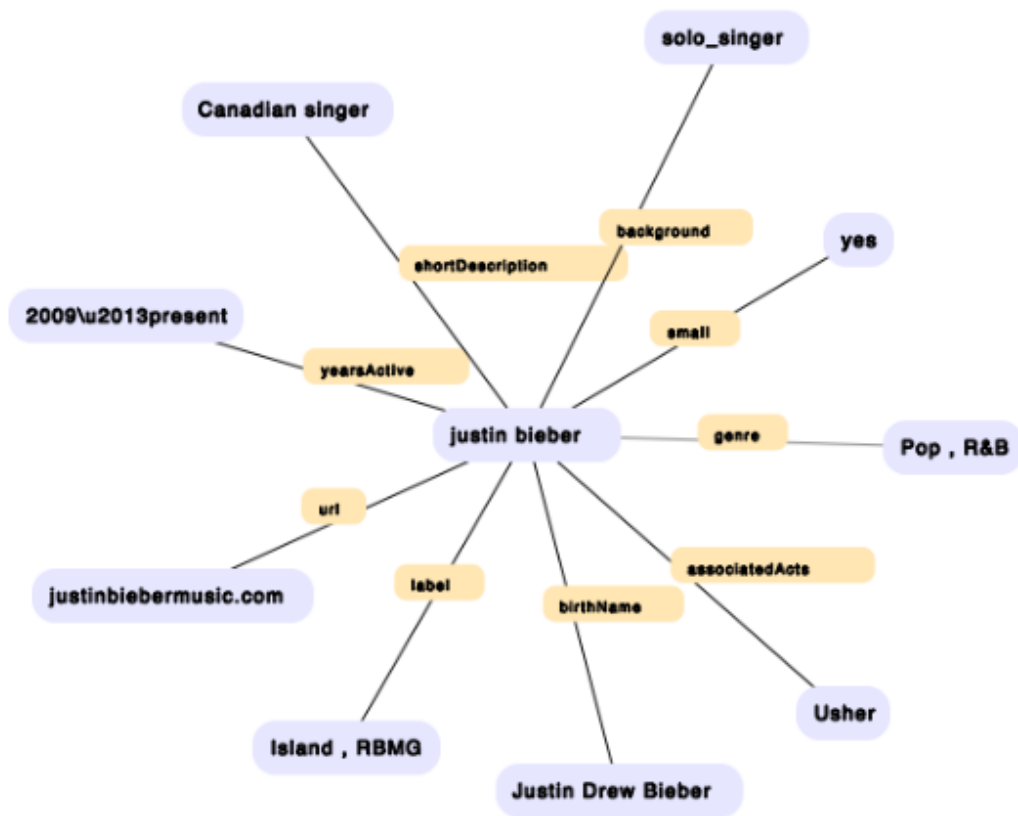 solo_singer
Canadian singer
background
yes
shortDescription
2009\u2013present
small
yearsActive
justin bieber
genre
Pop , R&B
url
associatedActs
justinbiebermusic.com
label
birthName
Usher
Island , RBMG
Justin Drew Bieber